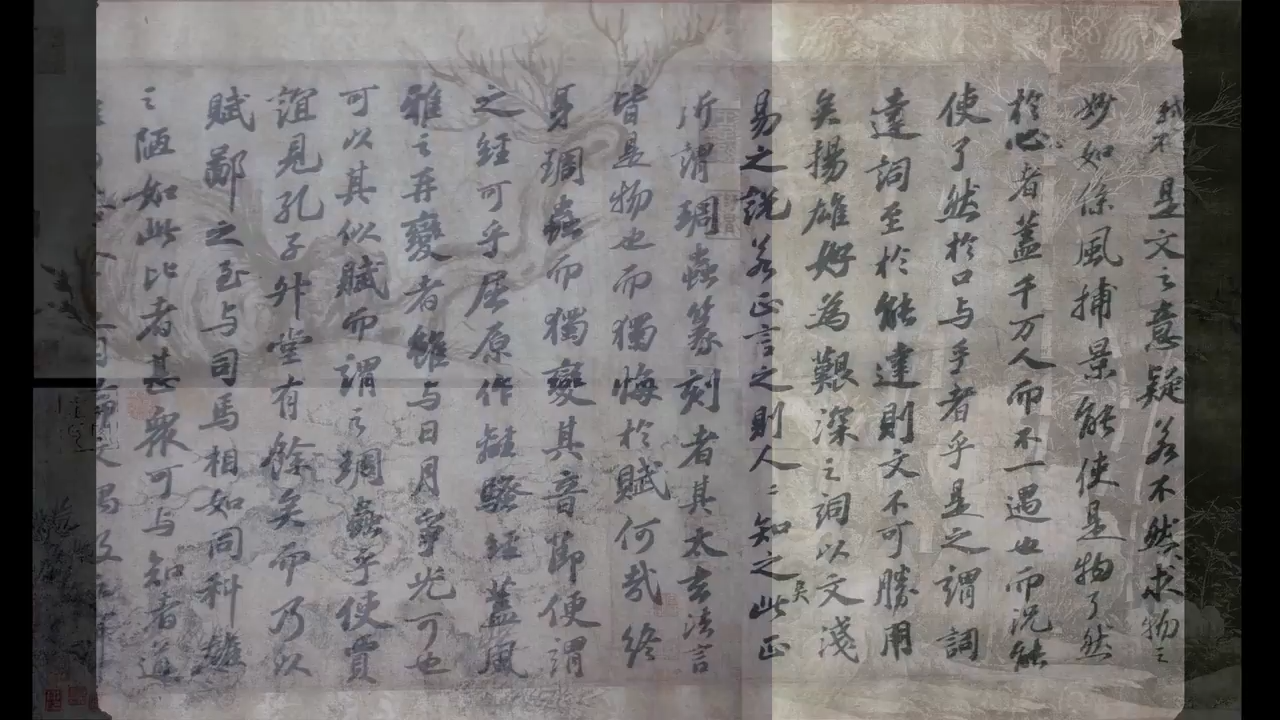 不是文之意疑若不然求物之
妙如係風捕景能使是物了然
於心者蓋千万人而不一遇也而況能
使了然於口与手者乎是之謂詞
達詞至於能達則文不可勝用
矣揚雄好為艱深之詞以文淺
易之說若正言之則人〻知之矣此正
所謂琱蟲篆刻者其太玄法言
皆是物也而獨悔於賦何哉終
身琱蟲而獨變其音節便謂
之經可乎屈原作離騷經蓋風
雅之再變者雖与日月爭光可也
可以其似賦而謂之琱蟲乎使賈
誼見孔子升堂有餘矣而乃以
賦鄙之至与司馬相如同科雄
之陋如此比者甚衆可与知者道